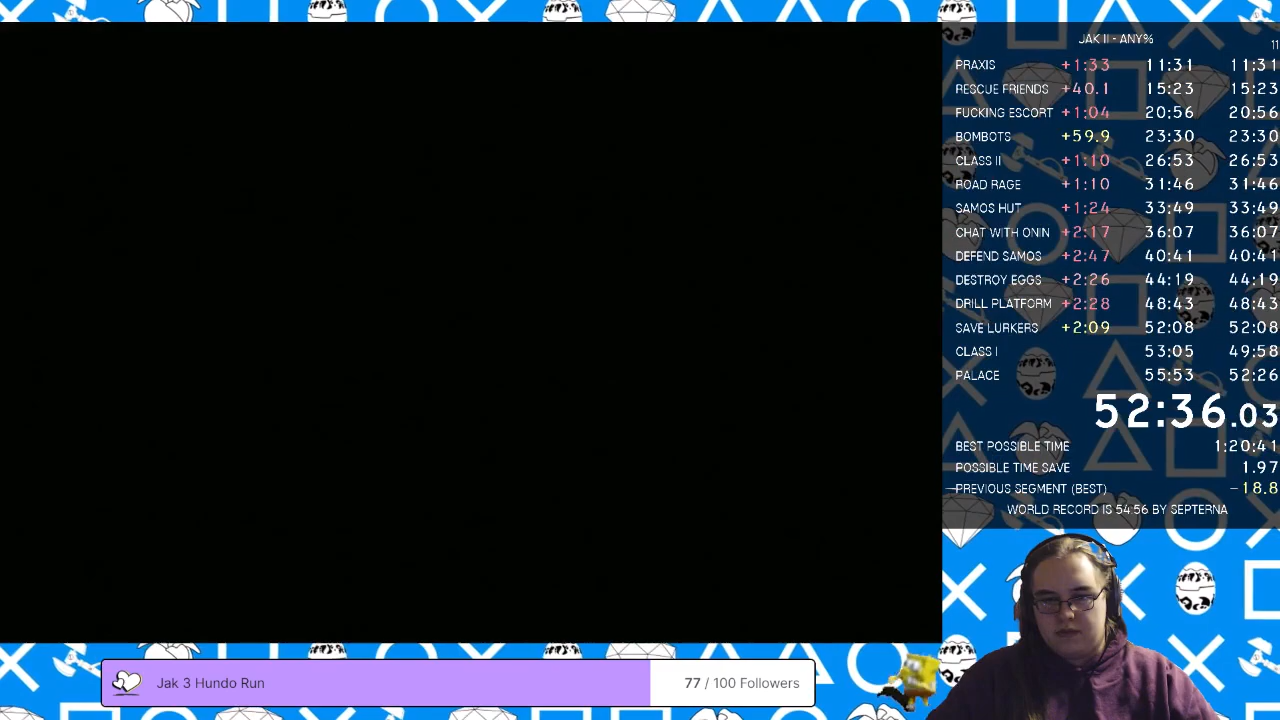 JAK II - ANY%
11
PRAXIS +1:33 11:31 11:31
RESCUE FRIENDS +40.1 15:23 15:23
FUCKING ESCORT +1:04 20:56 20:56
BOMBOTS +59.9 23:30 23:30
CLASS II +1:10 26:53 26:53
ROAD RAGE +1:10 31:46 31:46
SAMOS HUT +1:24 33:49 33:49
CHAT WITH ONIN +2:17 36:07 36:07
DEFEND SAMOS +2:47 40:41 40:41
DESTROY EGGS +2:26 44:19 44:19
DRILL PLATFORM +2:28 48:43 48:43
SAVE LURKERS +2:09 52:08 52:08
CLASS I 53:05 49:58
PALACE 55:53 52:26
52:36.03
BEST POSSIBLE TIME 1:20:41
POSSIBLE TIME SAVE 1.97
PREVIOUS SEGMENT (BEST) -18.8
WORLD RECORD IS 54:56 BY SEPTERNA
Jak 3 Hundo Run 77 / 100 Followers